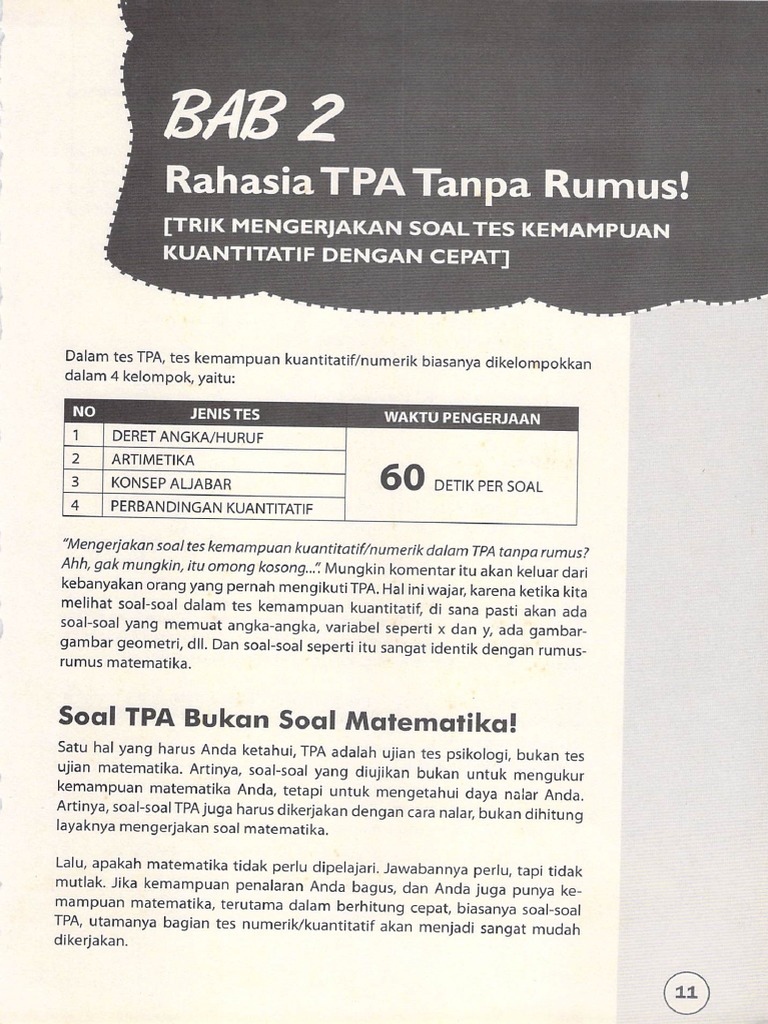 BAB 2
Rahasia TPA Tanpa Rumus!
[TRIK MENGERJAKAN SOAL TES KEMAMPUAN
KUANTITATIF DENGAN CEPAT]
Dalam tes TPA, tes kemampuan kuantitatif/numerik biasanya dikelompokkan
dalam 4 kelompok, yaitu:
NO JENIS TES WAKTU PENGERJAAN
1 DERET ANGKA/HURUF
2 ARTIMETIKA
3 KONSEP ALJABAR
4 PERBANDINGAN KUANTITATIF
60 DETIK PER SOAL
"Mengerjakan soal tes kemampuan kuantitatif/numerik dalam TPA tanpa rumus?
Ahh, gak mungkin, itu omong kosong...". Mungkin komentar itu akan keluar dari
kebanyakan orang yang pernah mengikuti TPA. Hal ini wajar, karena ketika kita
melihat soal-soal dalam tes kemampuan kuantitatif, di sana pasti akan ada
soal-soal yang memuat angka-angka, variabel seperti x dan y, ada gambar-
gambar geometri, dll. Dan soal-soal seperti itu sangat identik dengan rumus-
rumus matematika.
Soal TPA Bukan Soal Matematika!
Satu hal yang harus Anda ketahui, TPA adalah ujian tes psikologi, bukan tes
ujian matematika. Artinya, soal-soal yang diujikan bukan untuk mengukur
kemampuan matematika Anda, tetapi untuk mengetahui daya nalar Anda.
Artinya, soal-soal TPA juga harus dikerjakan dengan cara nalar, bukan dihitung
layaknya mengerjakan soal matematika.
Lalu, apakah matematika tidak perlu dipelajari. Jawabannya perlu, tapi tidak
mutlak. Jika kemampuan penalaran Anda bagus, dan Anda juga punya ke-
mampuan matematika, terutama dalam berhitung cepat, biasanya soal-soal
TPA, utamanya bagian tes numerik/kuantitatif akan menjadi sangat mudah
dikerjakan.
11